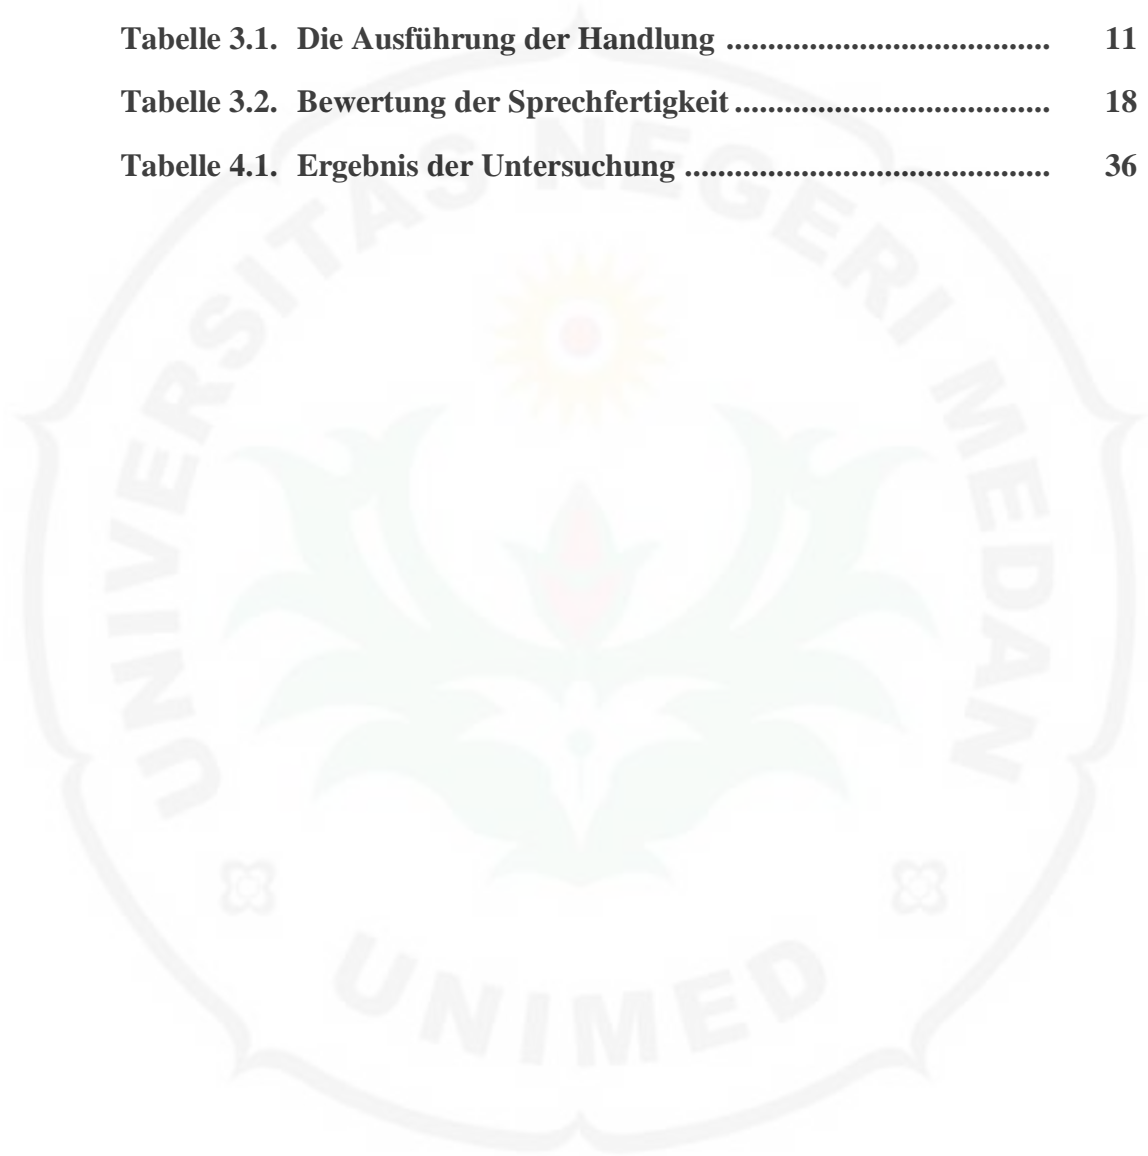 Tabelle 3.1. Die Ausführung der Handlung ....................................... 11
Tabelle 3.2. Bewertung der Sprechfertigkeit ...................................... 18
Tabelle 4.1. Ergebnis der Untersuchung ............................................ 36
UNIVERSITAS NEGERI MEDAN
UNIMED